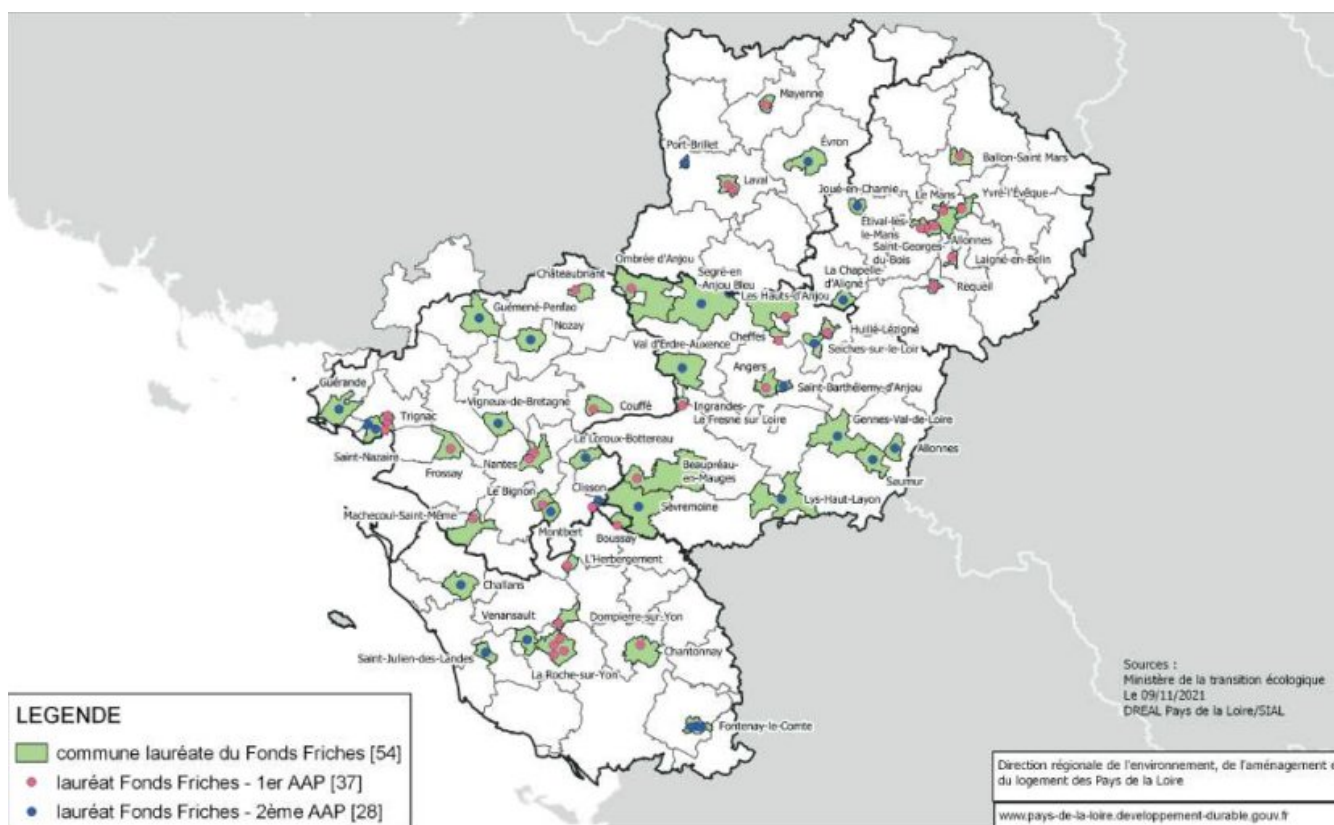 Mayenne
Port-Brillet
Évron
Ballon-Saint Mars
Laval
Joué-en-Charnie
Le Mans
Yvré-l'Évêque
Étival-lès-
le-Mans
Saint-Georges-
du-Bois
Allonnes
Laigné-en-Belin
Requeil
La Chapelle-
d'Aligné
Ombrée d'Anjou
Segré-en-
Anjou Bleu
Les Hauts-d'Anjou
Châteaubriant
Guémené-Penfao
Nozay
Cheffes
Huillé-Lézigné
Seiches-sur-le-Loir
Val d'Erdre-Auxence
Angers
Saint-Barthélemy-d'Anjou
Guérande
Vigneux-de-Bretagne
Couffé
Ingrandes-
Le Fresne sur Loire
Gennes-Val-de-Loire
Trignac
Le Loroux-Bottereau
Allonnes
Saint-Nazaire
Frossay
Nantes
Beaupréau-
en-Mauges
Saumur
Le Bignon
Clisson
Sèvremoine
Lys-Haut-Layon
Machecoul-Saint-Même
Montbert
Boussay
L'Herbergement
Challans
Venansault
Dompierre-sur-Yon
Saint-Julien-des-Landes
Chantonnay
La Roche-sur-Yon
Fontenay-le-Comte
Sources :
Ministère de la transition écologique
Le 09/11/2021
DREAL Pays de la Loire/SIAL
LEGENDE
commune lauréate du Fonds Friches [54]
lauréat Fonds Friches - 1er AAP [37]
lauréat Fonds Friches - 2ème AAP [28]
Direction régionale de l'environnement, de l'aménagement e
du logement des Pays de la Loire
www.pays-de-la-loire.developpement-durable.gouv.fr